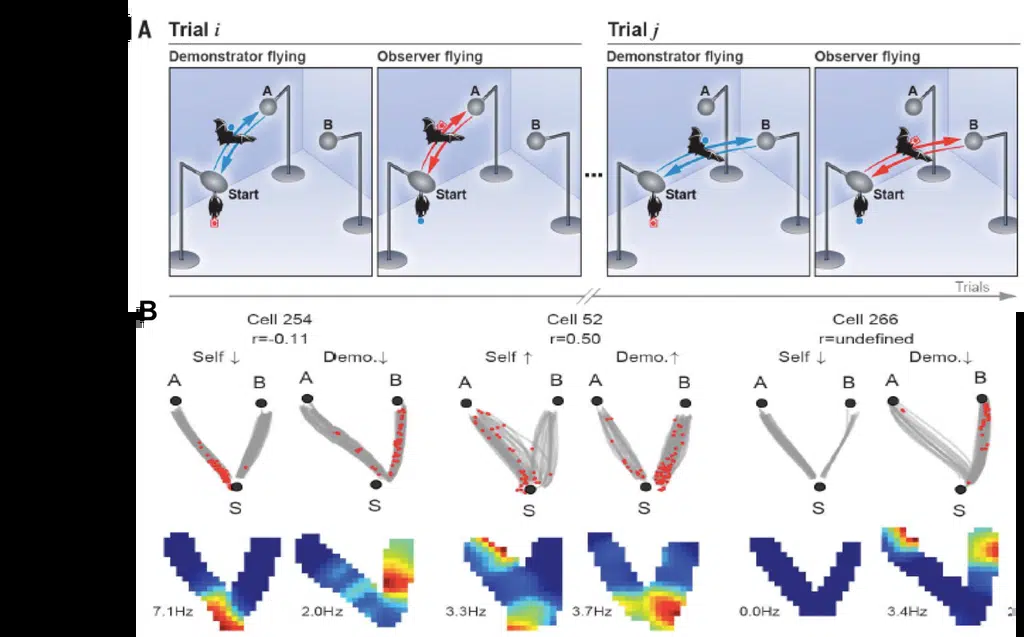 A Trial i Trial j
Demonstrator flying Observer flying Demonstrator flying Observer flying
A A A A
B B B B
Start Start Start Start
...
Trials
B
Cell 254 Cell 52 Cell 266
r=-0.11 r=0.50 r=undefined
Self ↓ Demo.↓ Self ↑ Demo.↑ Self ↓ Demo.↓
A B A B A B A B A B A B
S S S S S S
7.1Hz 2.0Hz 3.3Hz 3.7Hz 0.0Hz 3.4Hz